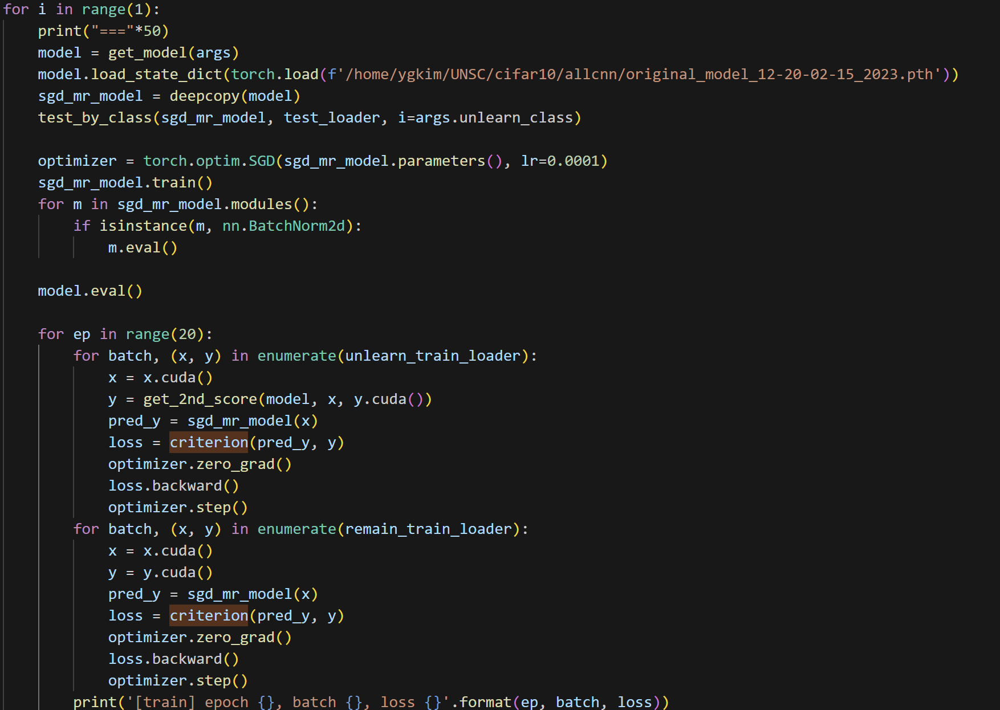 for i in range(1):
    print("==="*50)
    model = get_model(args)
    model.load_state_dict(torch.load(f'/home/ygkim/UNSC/cifar10/allcnn/original_model_12-20-02-15_2023.pth'))
    sgd_mr_model = deepcopy(model)
    test_by_class(sgd_mr_model, test_loader, i=args.unlearn_class)

    optimizer = torch.optim.SGD(sgd_mr_model.parameters(), lr=0.0001)
    sgd_mr_model.train()
    for m in sgd_mr_model.modules():
        if isinstance(m, nn.BatchNorm2d):
            m.eval()

    model.eval()

    for ep in range(20):
        for batch, (x, y) in enumerate(unlearn_train_loader):
            x = x.cuda()
            y = get_2nd_score(model, x, y.cuda())
            pred_y = sgd_mr_model(x)
            loss = criterion(pred_y, y)
            optimizer.zero_grad()
            loss.backward()
            optimizer.step()
        for batch, (x, y) in enumerate(remain_train_loader):
            x = x.cuda()
            y = y.cuda()
            pred_y = sgd_mr_model(x)
            loss = criterion(pred_y, y)
            optimizer.zero_grad()
            loss.backward()
            optimizer.step()
        print('[train] epoch {}, batch {}, loss {}'.format(ep, batch, loss))